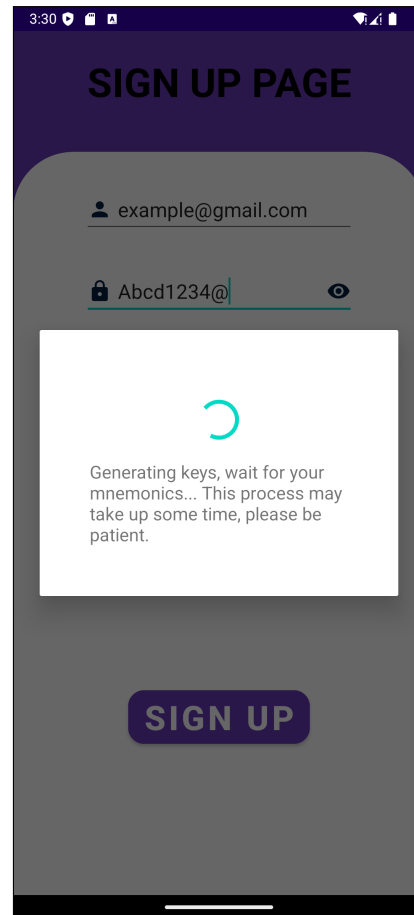 3:30
SIGN UP PAGE
example@gmail.com
Abcd1234@
Generating keys, wait for your
mnemonics... This process may
take up some time, please be
patient.
SIGN UP